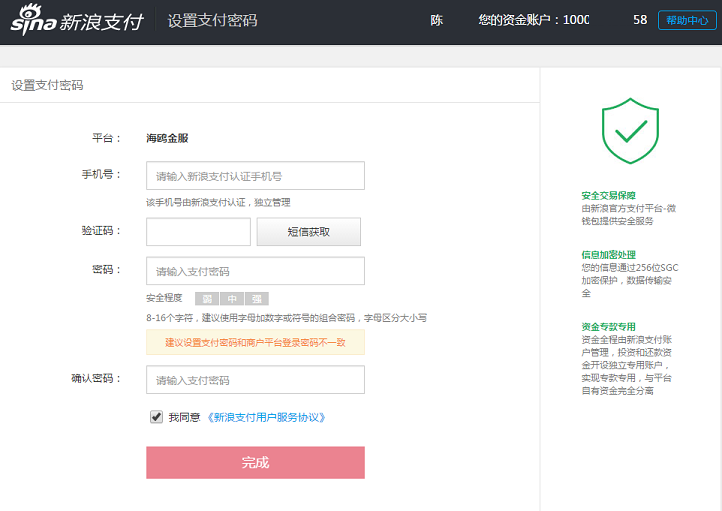 sina 新浪支付 设置支付密码 陈 您的资金账户：1000 58 帮助中心
设置支付密码
平台： 海鸥金服
手机号： 请输入新浪支付认证手机号
该手机号由新浪支付认证，独立管理
验证码： 短信获取
密码： 请输入支付密码
安全程度 弱 中 强
8-16个字符，建议使用字母加数字或符号的组合密码，字母区分大小写
建议设置支付密码和商户平台登录密码不一致
确认密码： 请输入支付密码
我同意 《新浪支付用户服务协议》
完成
安全交易保障
由新浪官方支付平台-微
钱包提供安全服务
信息加密处理
您的信息通过256位SGC
加密保护，数据传输安
全
资金专款专用
资金全程由新浪支付账
户管理，投资和还款资
金开设独立专用账户，
实现专款专用，与平台
自有资金完全分离